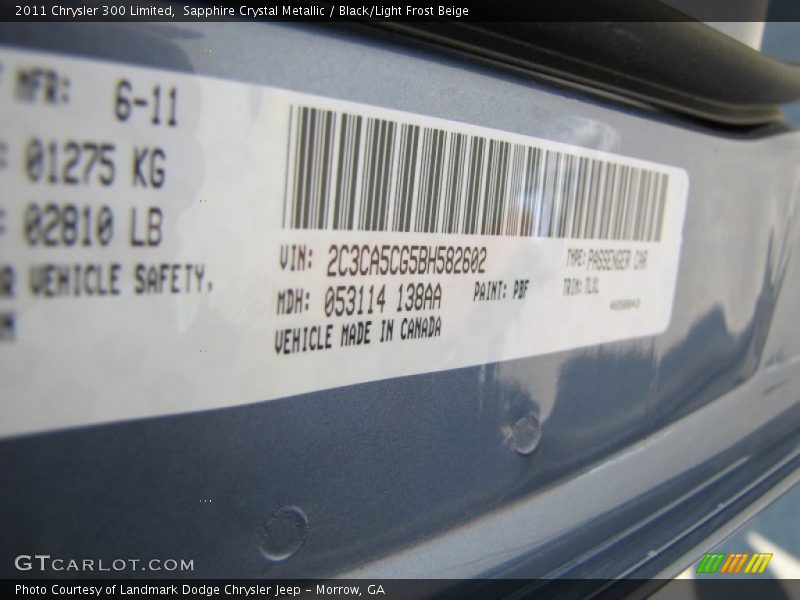 2011 Chrysler 300 Limited, Sapphire Crystal Metallic / Black/Light Frost Beige
MFR: 6-11
01275 KG
02810 LB
VEHICLE SAFETY,
VIN: 2C3CA5CG5BH582602
TYPE: PASSENGER CAR
MDH: 053114 138AA
PAINT: PBF
TRIM: MLXL
VEHICLE MADE IN CANADA
GTCARLOT.COM
Photo Courtesy of Landmark Dodge Chrysler Jeep – Morrow, GA